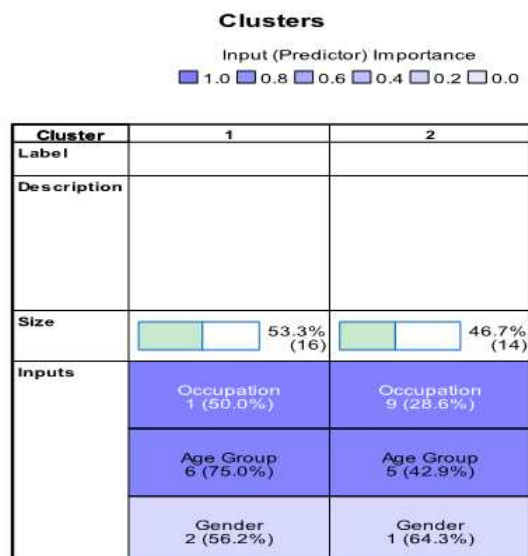 Clusters
Input (Predictor) Importance
1.0 0.8 0.6 0.4 0.2 0.0
Cluster 1 2
Label
Description
Size 53.3% 46.7%
(16) (14)
Inputs
Occupation Occupation
1 (50.0%) 9 (28.6%)
Age Group Age Group
6 (75.0%) 5 (42.9%)
Gender Gender
2 (56.2%) 1 (64.3%)